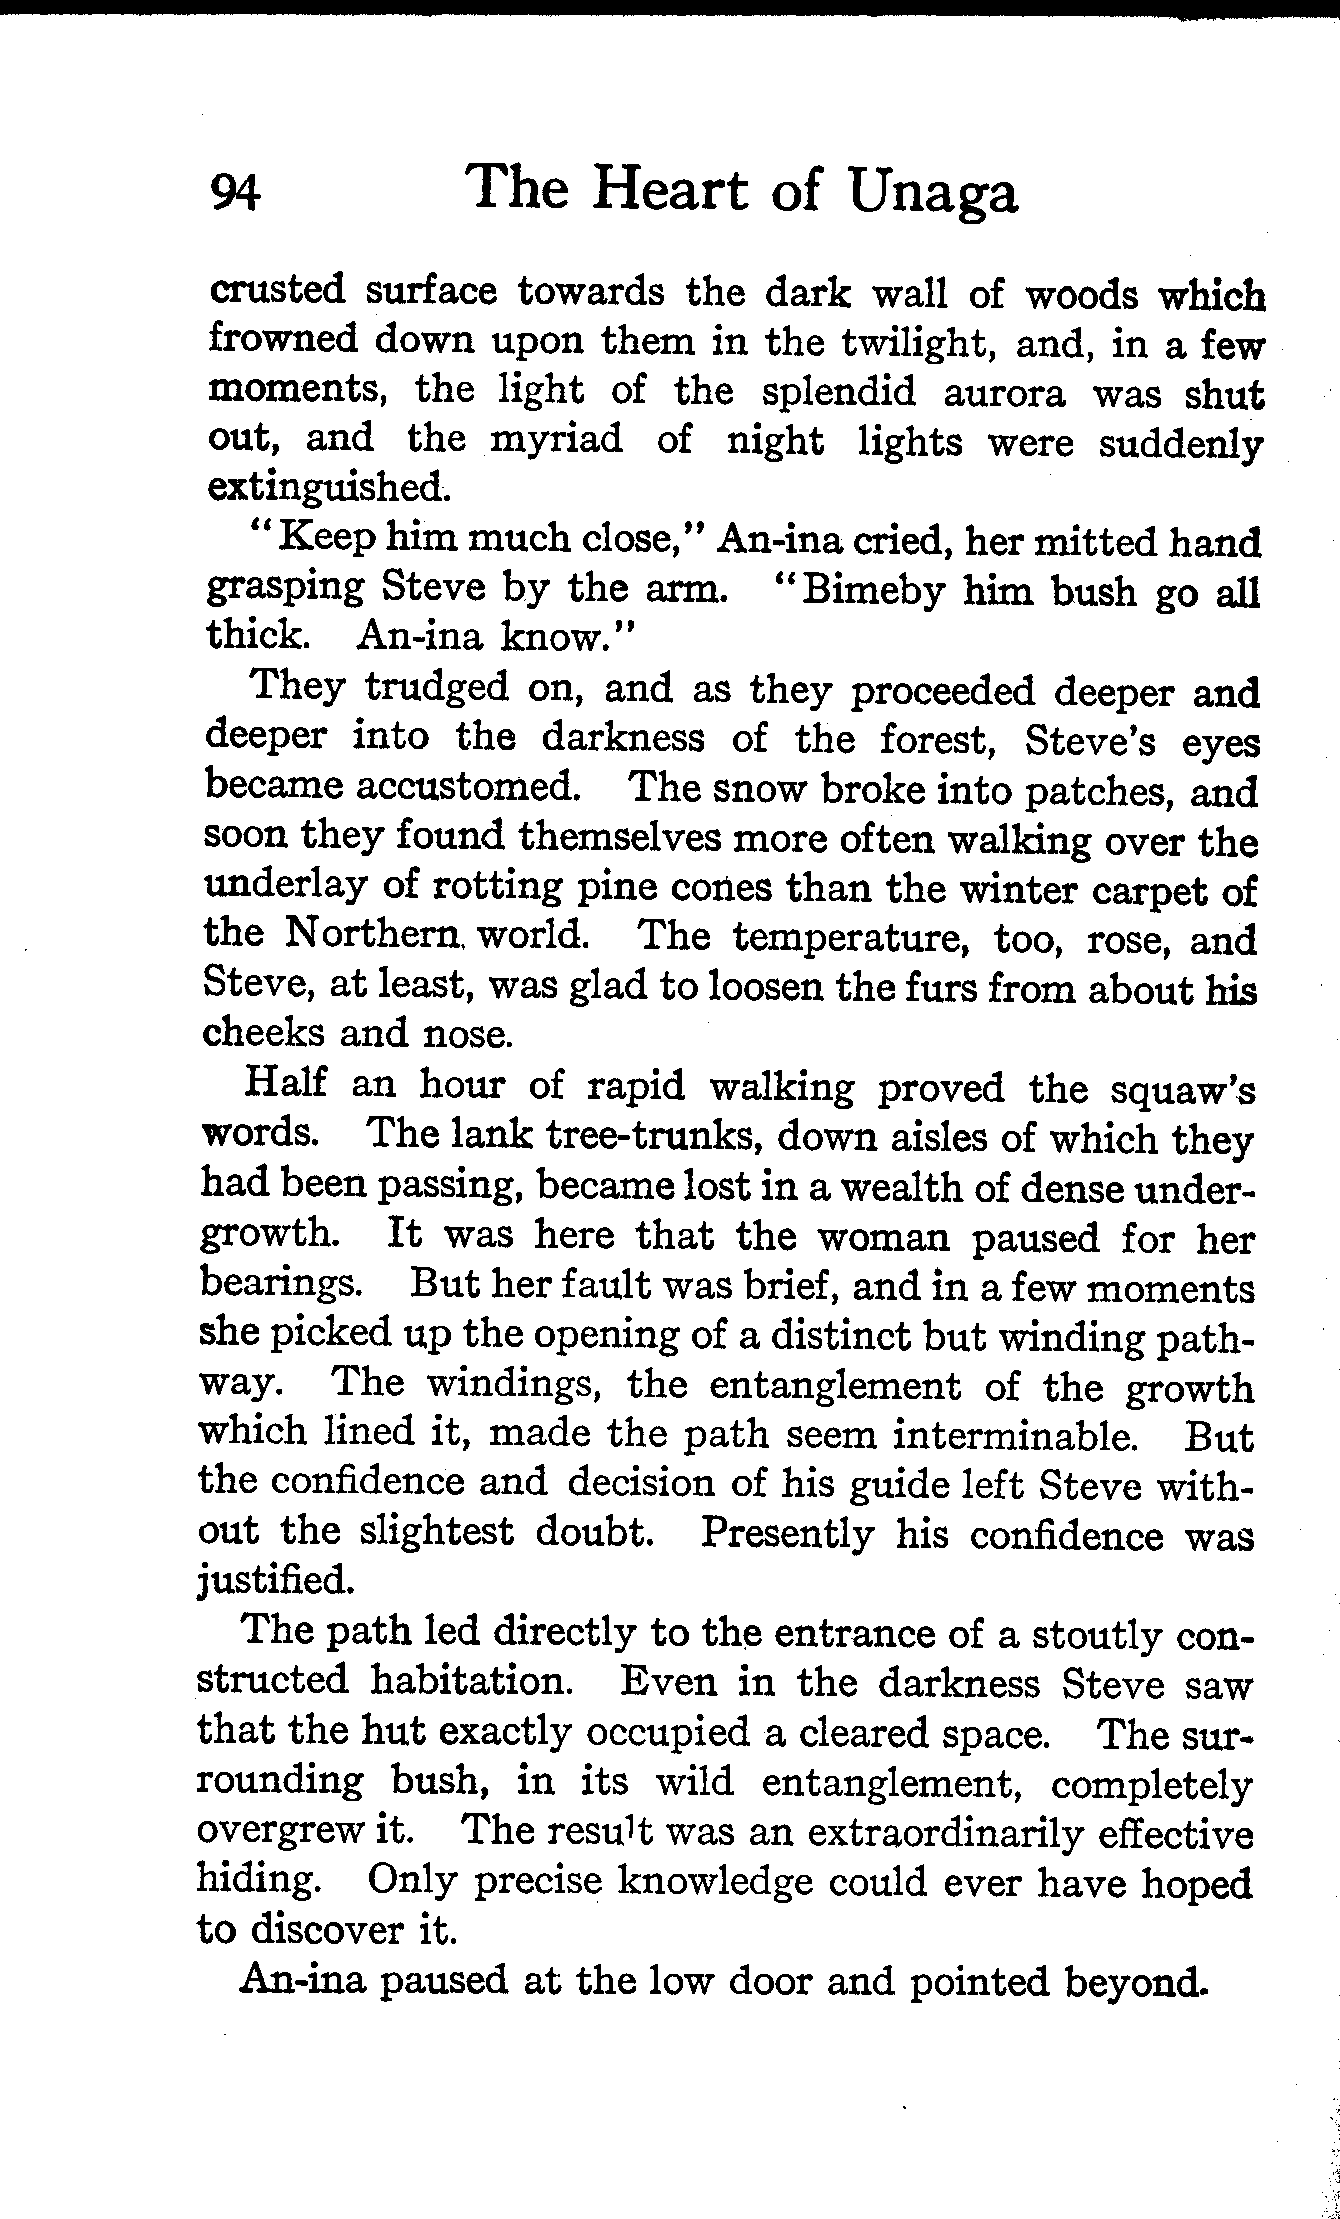 94 The Heart of Unaga
crusted surface towards the dark wall of woods which
frowned down upon them in the twilight, and, in a few
moments, the light of the splendid aurora was shut
out, and the myriad of night lights were suddenly
extinguished.
"Keep him much close," An-ina cried, her mitted hand
grasping Steve by the arm. "Bimeby him bush go all
thick. An-ina know."
They trudged on, and as they proceeded deeper and
deeper into the darkness of the forest, Steve's eyes
became accustomed. The snow broke into patches, and
soon they found themselves more often walking over the
underlay of rotting pine cones than the winter carpet of
the Northern world. The temperature, too, rose, and
Steve, at least, was glad to loosen the furs from about his
cheeks and nose.
Half an hour of rapid walking proved the squaw's
words. The lank tree-trunks, down aisles of which they
had been passing, became lost in a wealth of dense under-
growth. It was here that the woman paused for her
bearings. But her fault was brief, and in a few moments
she picked up the opening of a distinct but winding path-
way. The windings, the entanglement of the growth
which lined it, made the path seem interminable. But
the confidence and decision of his guide left Steve with-
out the slightest doubt. Presently his confidence was
justified.
The path led directly to the entrance of a stoutly con-
structed habitation. Even in the darkness Steve saw
that the hut exactly occupied a cleared space. The sur-
rounding bush, in its wild entanglement, completely
overgrew it. The result was an extraordinarily effective
hiding. Only precise knowledge could ever have hoped
to discover it.
An-ina paused at the low door and pointed beyond.